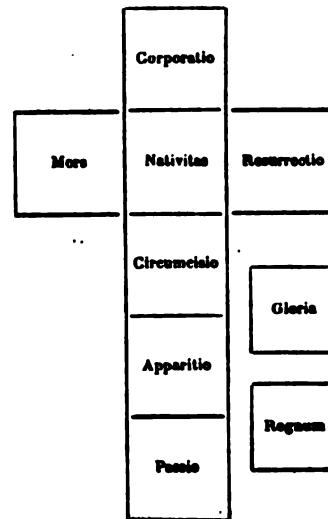 Corporatio
Mors Nativitas Resurrectio
Circumcisio
Gloria
Apparitio
Regnum
Passio